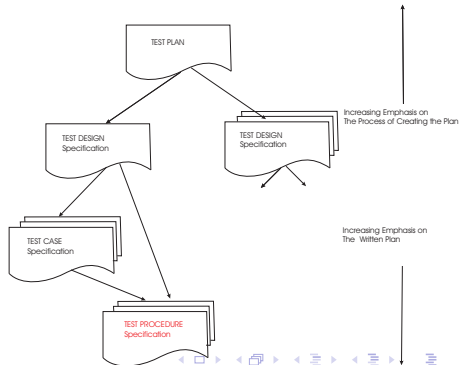 TEST PLAN
Increasing Emphasis on
The Process of Creating the Plan
TEST DESIGN
Specification
TEST DESIGN
Specification
TEST CASE
Specification
Increasing Emphasis on
The Written Plan
TEST PROCEDURE
Specification